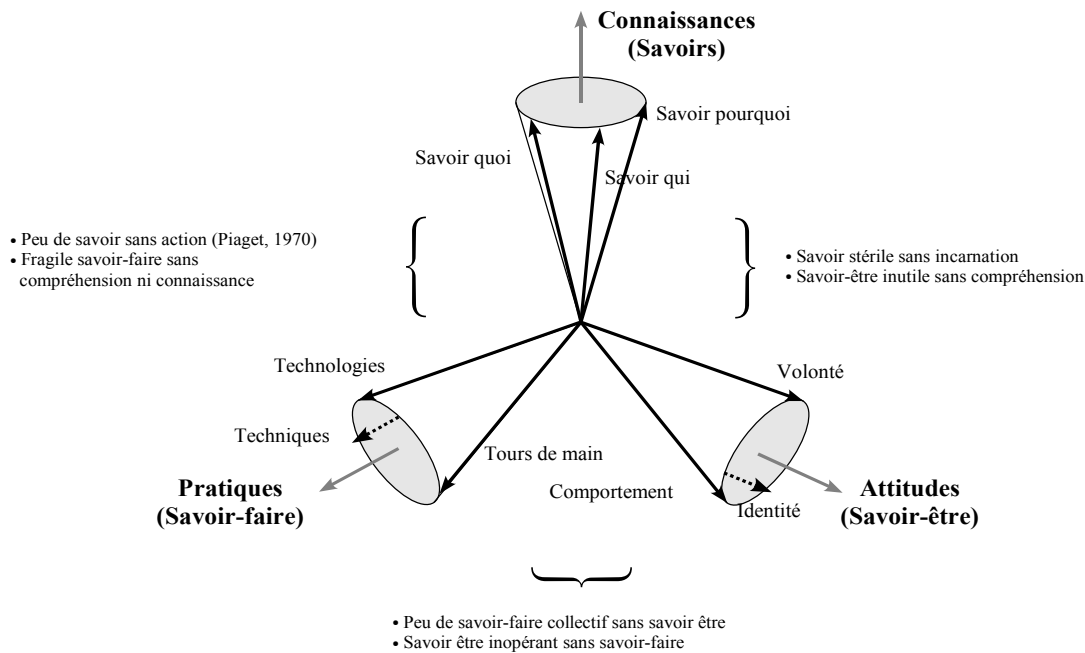 Connaissances
(Savoirs)
Savoir pourquoi
Savoir quoi
Savoir qui
• Peu de savoir sans action (Piaget, 1970)
• Fragile savoir-faire sans
compréhension ni connaissance
• Savoir stérile sans incarnation
• Savoir-être inutile sans compréhension
Technologies
Volonté
Techniques
Tours de main
Comportement
Identité
Pratiques
(Savoir-faire)
Attitudes
(Savoir-être)
• Peu de savoir-faire collectif sans savoir être
• Savoir être inopérant sans savoir-faire